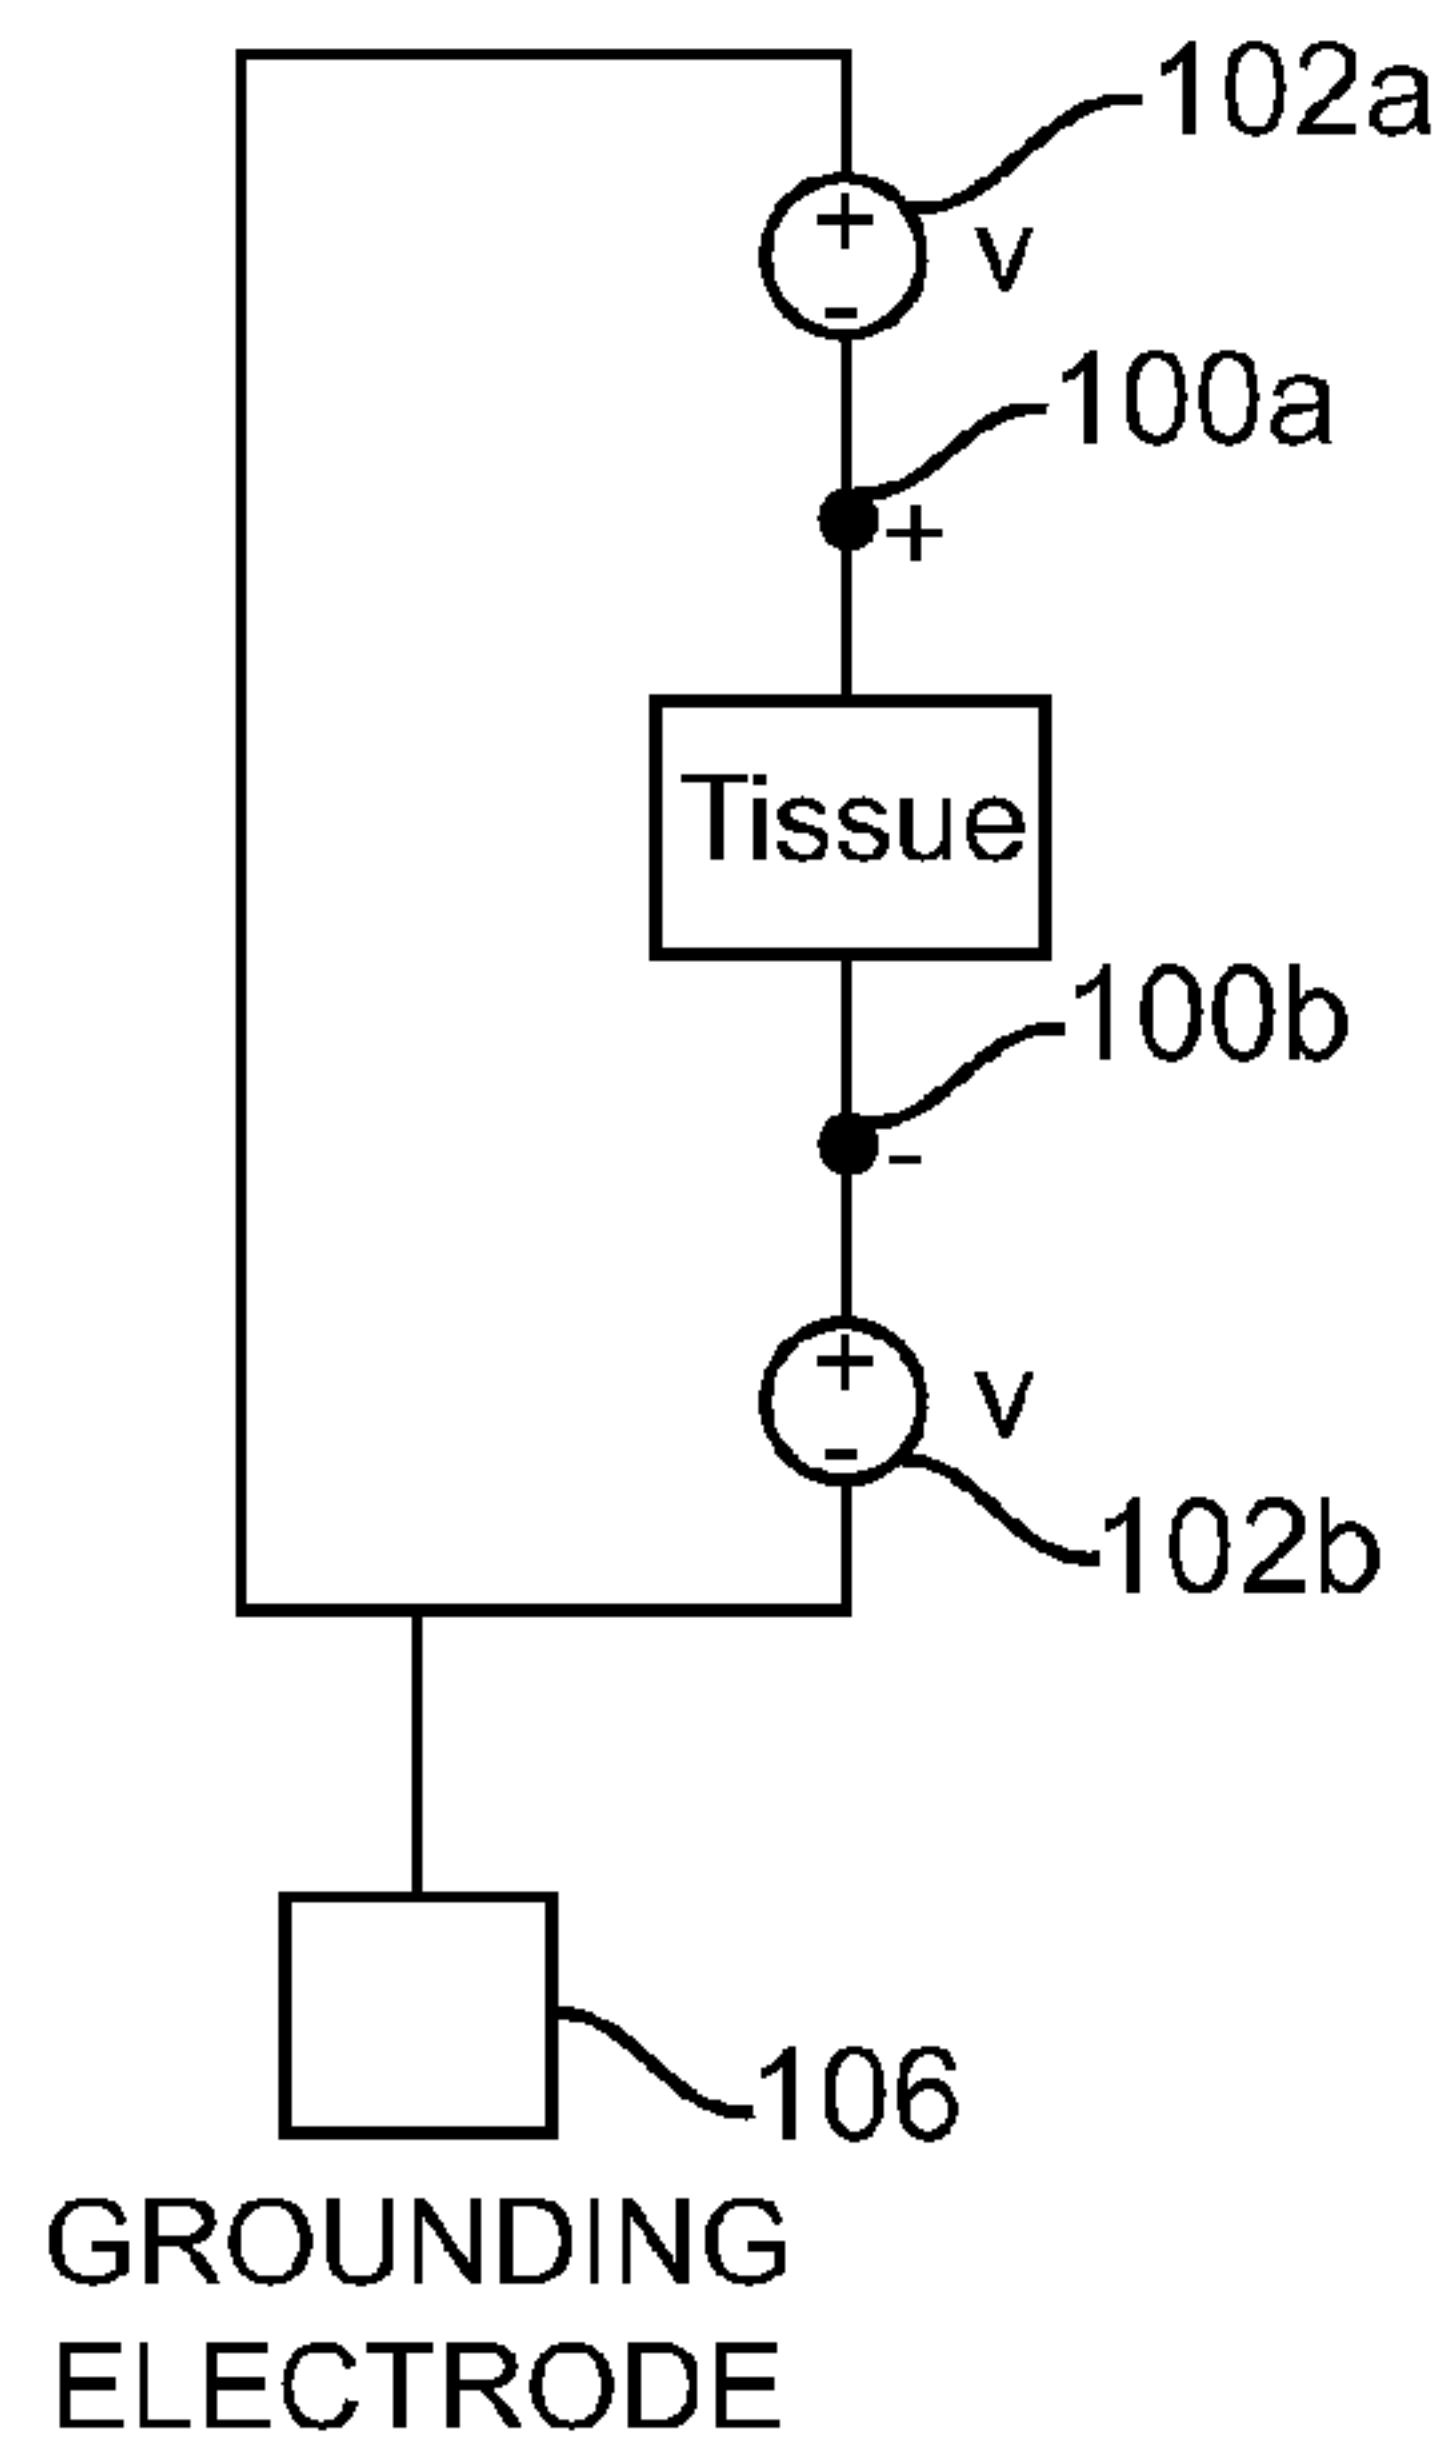 102a
+
v
-
100a
+
Tissue
100b
-
+
v
-
102b
106
GROUNDING
ELECTRODE